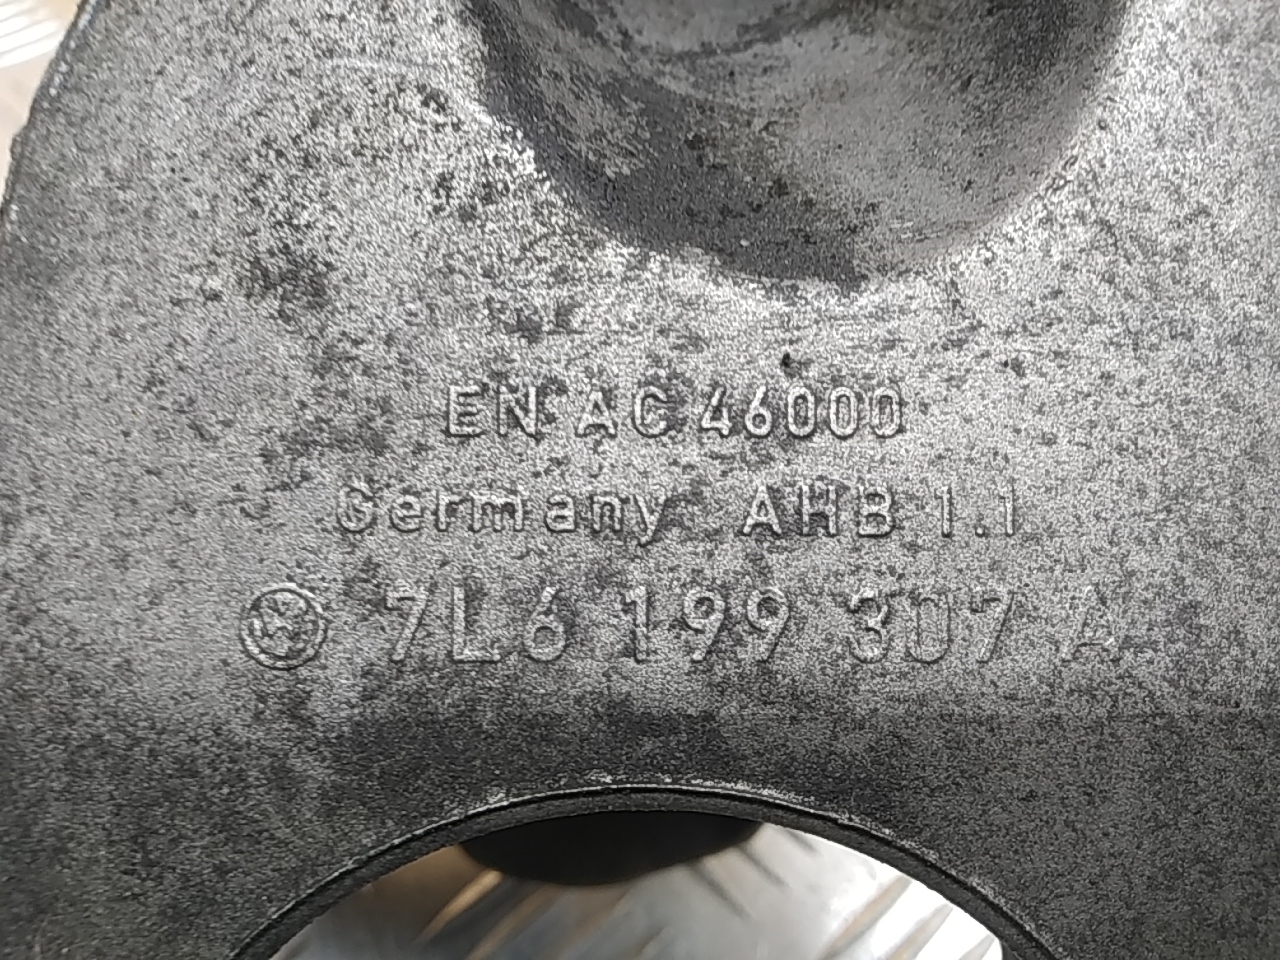 EN AC 46000
Germany AHB 1.1
7L6 199 307 A